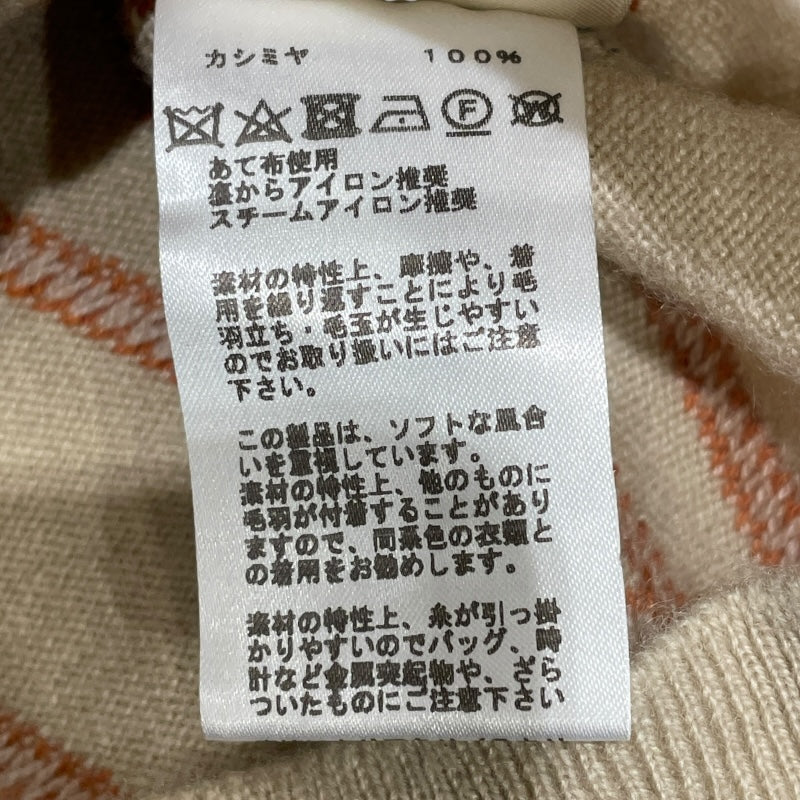 カシミヤ 100%
F
W
あて布使用
裏からアイロン推奨
スチームアイロン推奨
素材の特性上、摩擦や、着
用を繰り返すことにより毛
羽立ち・毛玉が生じやすい
のでお取り扱いにはご注意
下さい。
この製品は、ソフトな風合
いを重視しています。
素材の特性上、他のものに
毛羽が付着することがあり
ますので、同系色の衣類と
の着用をお勧めします。
素材の特性上、糸が引っ掛
かりやすいのでバッグ、時
計など金属突起物や、ざら
ついたものにご注意下さい